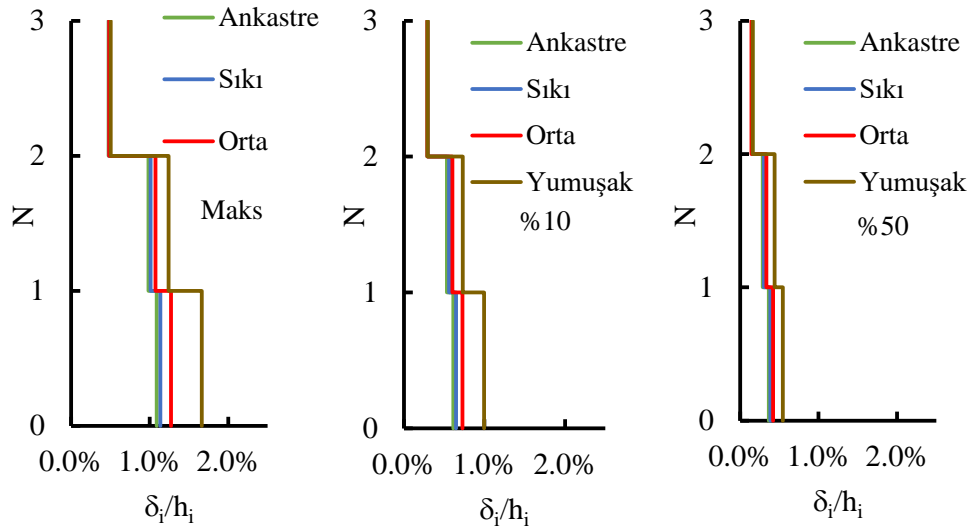 3
2
1
0
N
Ankastre
Sıkı
Orta
Maks
0.0% 1.0% 2.0%
δi/hi
3
2
1
0
N
Ankastre
Sıkı
Orta
Yumuşak
%10
0.0% 1.0% 2.0%
δi/hi
3
2
1
0
N
Ankastre
Sıkı
Orta
Yumuşak
%50
0.0% 1.0% 2.0%
δi/hi